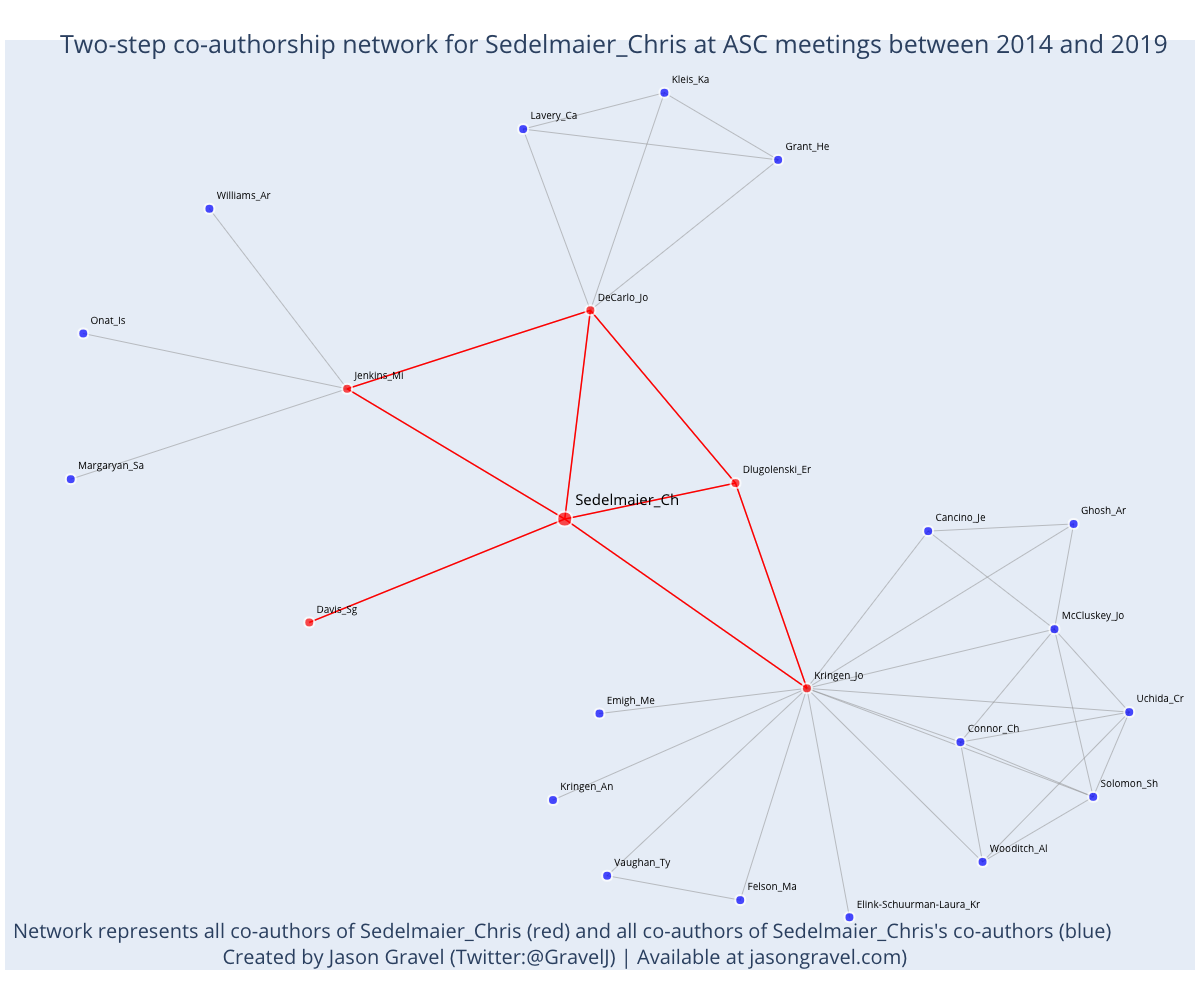 Two-step co-authorship network for Sedelmaier_Chris at ASC meetings between 2014 and 2019
Kleis_Ka
Lavery_Ca
Grant_He
Williams_Ar
DeCarlo_Jo
Onat_Is
Jenkins_Mi
Margaryan_Sa
Dlugolenski_Er
Sedelmaier_Ch
Ghosh_Ar
Cancino_Je
Davis_Sg
McCluskey_Jo
Kringen_Jo
Emigh_Me
Uchida_Cr
Connor_Ch
Kringen_An
Solomon_Sh
Wooditch_Al
Vaughan_Ty
Felson_Ma
Elink-Schuurman-Laura_Kr
Network represents all co-authors of Sedelmaier_Chris (red) and all co-authors of Sedelmaier_Chris's co-authors (blue)
Created by Jason Gravel (Twitter:@GravelJ) | Available at jasongravel.com)